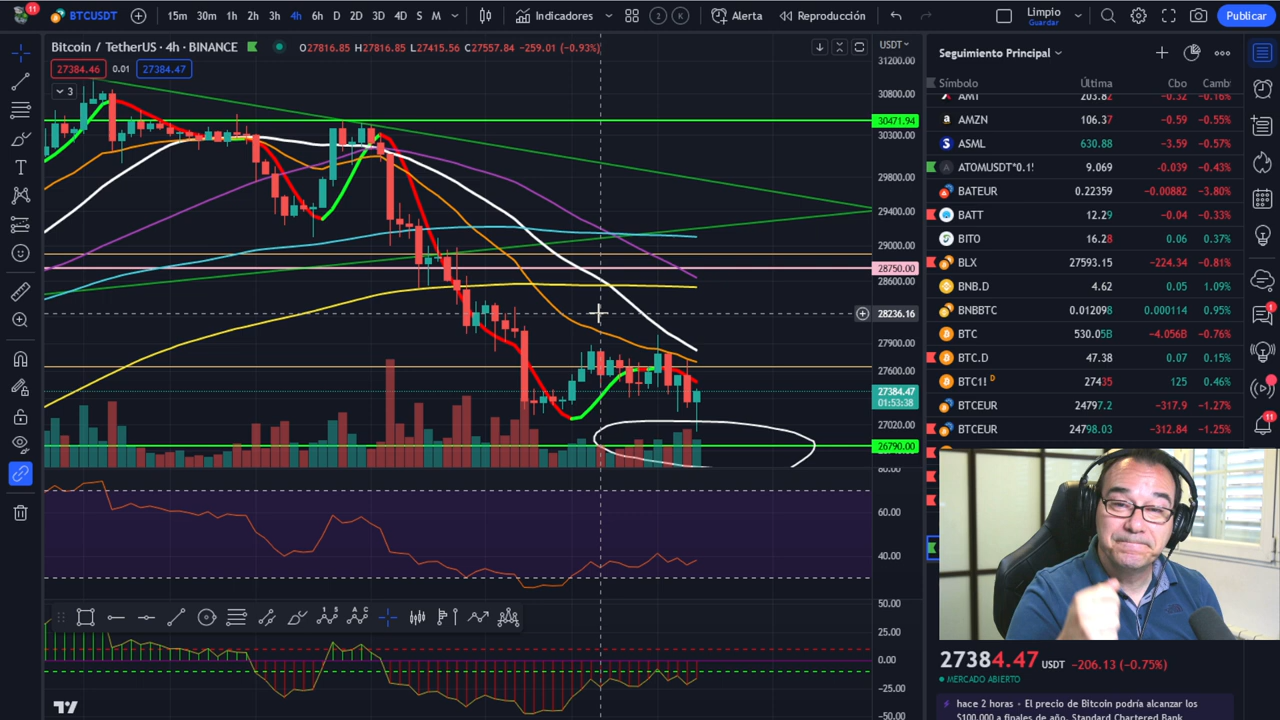 11
BTCUSDT
15m 30m 1h 2h 3h 4h 6h D 2D 3D 4D S M
Indicadores
2 K
Alerta
Reproducción
Limpio
Guardar
Publicar
Bitcoin / TetherUS · 4h · BINANCE
O27816.85 H27816.85 L27415.56 C27557.84 −259.01 (−0.93%)
27384.46 0.01 27384.47
3
USDT
31200.00
30800.00
30471.94
30300.00
29800.00
29400.00
29000.00
28750.00
28600.00
28236.16
27900.00
27600.00
27384.47
01:53:38
27020.00
26790.00
80.00
60.00
40.00
50.00
25.00
0.00
−25.00
−50.00
Seguimiento Principal
Símbolo Última Cbo Camb
AMT 203.82 −0.32 −0.16%
AMZN 106.37 −0.59 −0.55%
ASML 630.88 −3.59 −0.57%
ATOMUSDT*0.1! 9.069 −0.039 −0.43%
BATEUR 0.22359 −0.00882 −3.80%
BATT 12.29 −0.04 −0.33%
BITO 16.28 0.06 0.37%
BLX 27593.15 −224.34 −0.81%
BNB.D 4.62 0.05 1.09%
BNBBTC 0.012098 0.000114 0.95%
BTC 530.05B −4.056B −0.76%
BTC.D 47.38 0.07 0.15%
BTC1! D 27435 125 0.46%
BTCEUR 24797.2 −317.9 −1.27%
BTCEUR 24798.03 −312.84 −1.25%
1
11
27384.47 USDT −206.13 (−0.75%)
MERCADO ABIERTO
hace 2 horas • El precio de Bitcoin podría alcanzar los
$100.000 a finales de año, Standard Chartered Bank